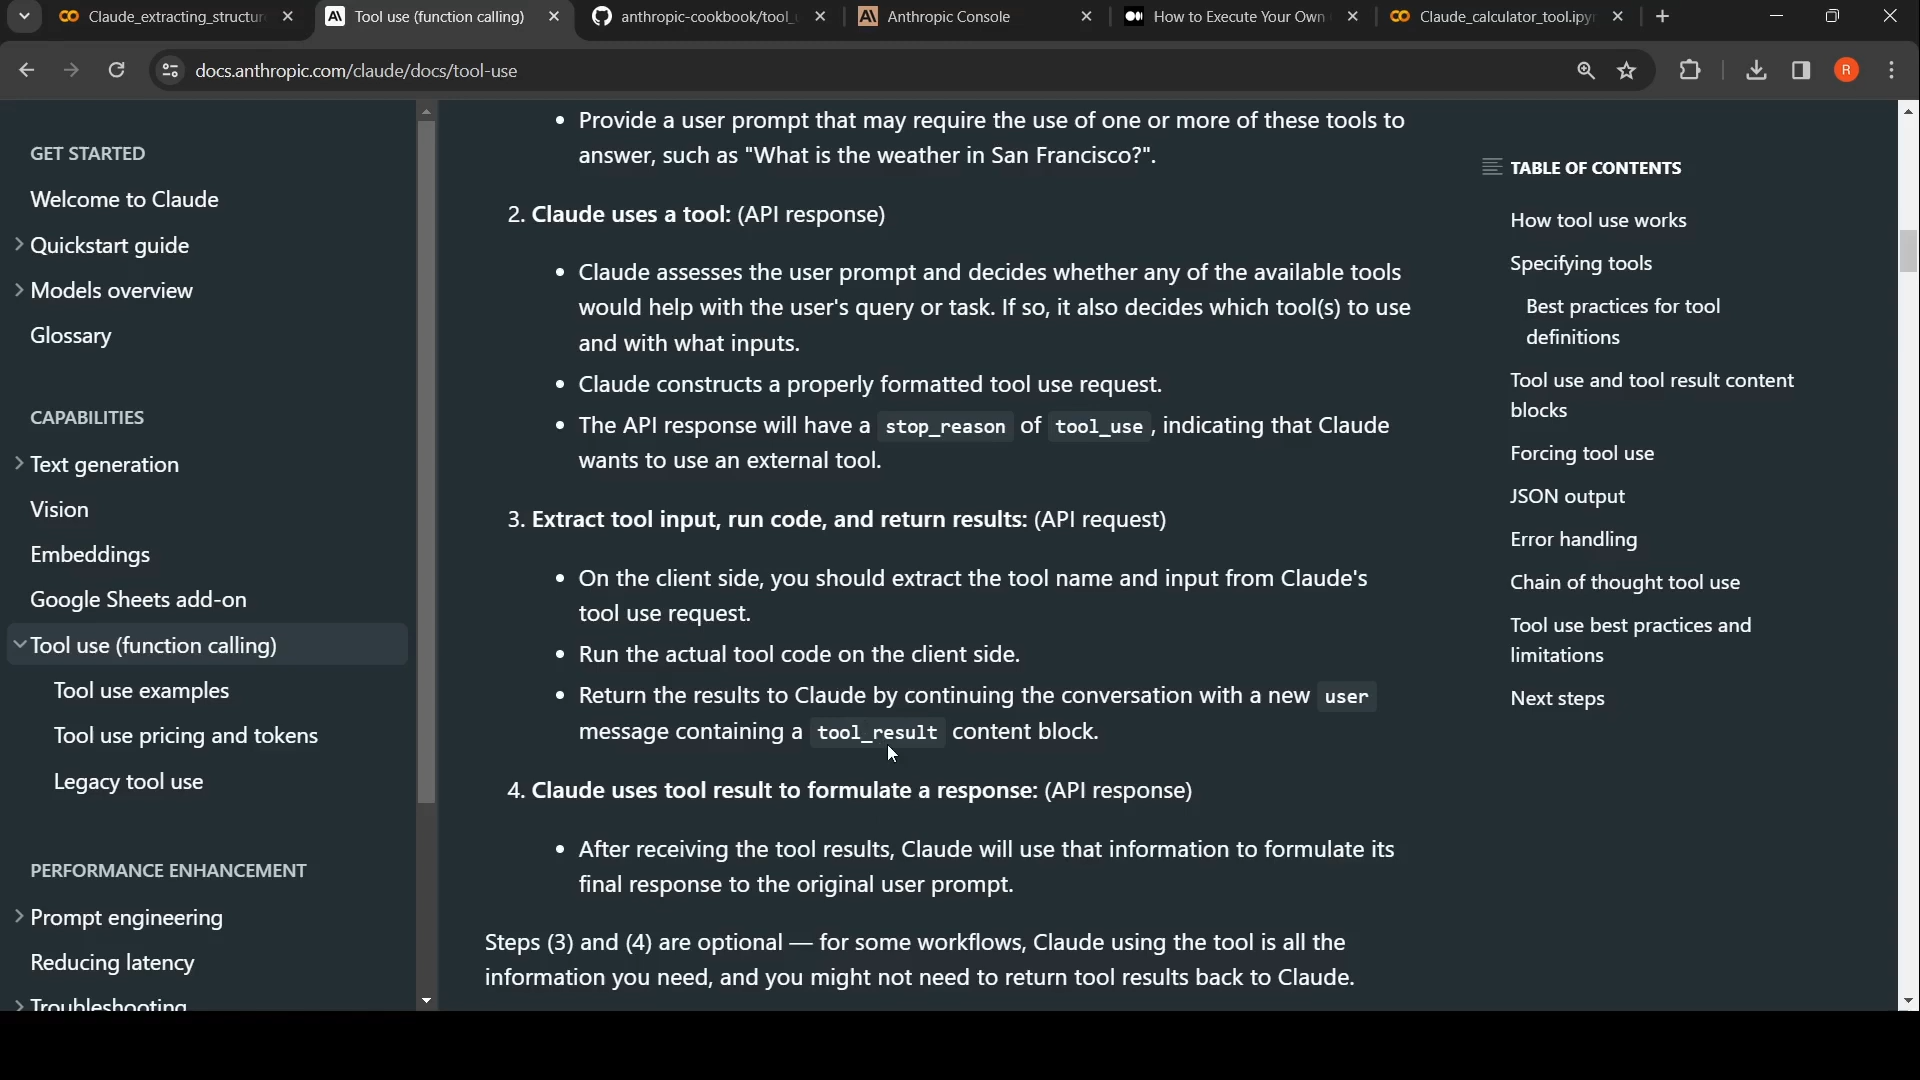 Claude_extracting_structur
Tool use (function calling)
anthropic-cookbook/tool_
Anthropic Console
How to Execute Your Own
Claude_calculator_tool.ipy
docs.anthropic.com/claude/docs/tool-use
R
GET STARTED
Welcome to Claude
Quickstart guide
Models overview
Glossary
CAPABILITIES
Text generation
Vision
Embeddings
Google Sheets add-on
Tool use (function calling)
Tool use examples
Tool use pricing and tokens
Legacy tool use
PERFORMANCE ENHANCEMENT
Prompt engineering
Reducing latency
Troubleshooting
• Provide a user prompt that may require the use of one or more of these tools to
answer, such as "What is the weather in San Francisco?".
2. Claude uses a tool: (API response)
• Claude assesses the user prompt and decides whether any of the available tools
would help with the user's query or task. If so, it also decides which tool(s) to use
and with what inputs.
• Claude constructs a properly formatted tool use request.
• The API response will have a stop_reason of tool_use, indicating that Claude
wants to use an external tool.
3. Extract tool input, run code, and return results: (API request)
• On the client side, you should extract the tool name and input from Claude's
tool use request.
• Run the actual tool code on the client side.
• Return the results to Claude by continuing the conversation with a new user
message containing a tool_result content block.
4. Claude uses tool result to formulate a response: (API response)
• After receiving the tool results, Claude will use that information to formulate its
final response to the original user prompt.
Steps (3) and (4) are optional — for some workflows, Claude using the tool is all the
information you need, and you might not need to return tool results back to Claude.
TABLE OF CONTENTS
How tool use works
Specifying tools
Best practices for tool
definitions
Tool use and tool result content
blocks
Forcing tool use
JSON output
Error handling
Chain of thought tool use
Tool use best practices and
limitations
Next steps